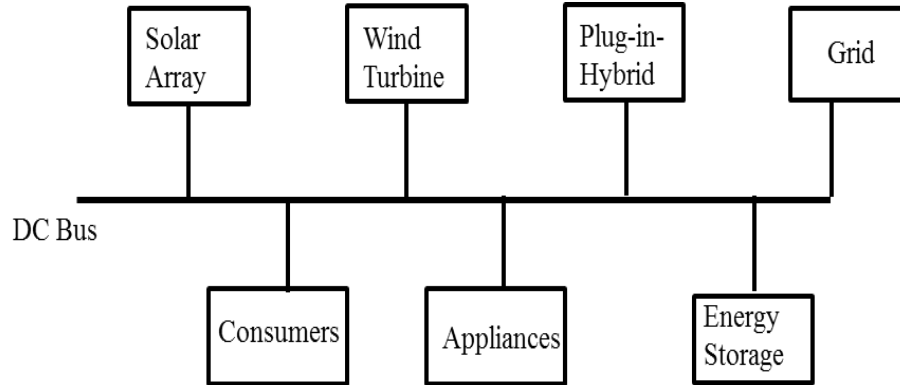 Solar
Array
Wind
Turbine
Plug-in-
Hybrid
Grid
DC Bus
Consumers
Appliances
Energy
Storage